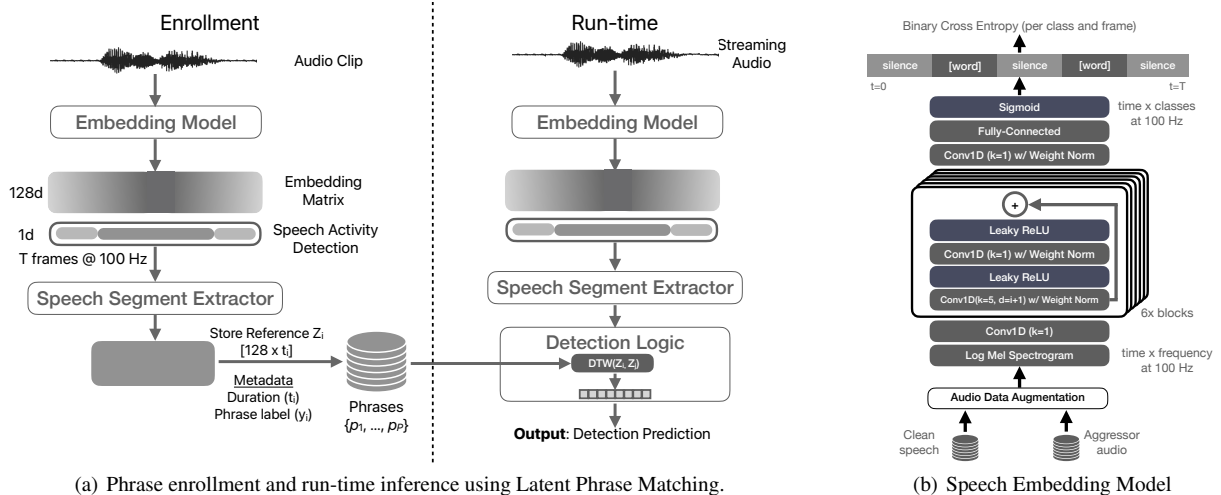 Enrollment
Audio Clip
Embedding Model
128d
Embedding
Matrix
1d
Speech Activity
Detection
T frames @ 100 Hz
Speech Segment Extractor
Store Reference Zᵢ
[128 x tᵢ]
Metadata
Duration (tᵢ)
Phrase label (yᵢ)
Phrases
{p₁, ..., p_P}
Run-time
Streaming
Audio
Embedding Model
Speech Segment Extractor
Detection Logic
DTW(Zᵢ, Zⱼ)
Output: Detection Prediction
(a) Phrase enrollment and run-time inference using Latent Phrase Matching.
Binary Cross Entropy (per class and frame)
silence [word] silence [word] silence
t=0 t=T
Sigmoid
time x classes
at 100 Hz
Fully-Connected
Conv1D (k=1) w/ Weight Norm
+
Leaky ReLU
Conv1D (k=1) w/ Weight Norm
Leaky ReLU
Conv1D(k=5, d=i+1) w/ Weight Norm
6x blocks
Conv1D (k=1)
Log Mel Spectrogram
time x frequency
at 100 Hz
Audio Data Augmentation
Clean
speech
Aggressor
audio
(b) Speech Embedding Model